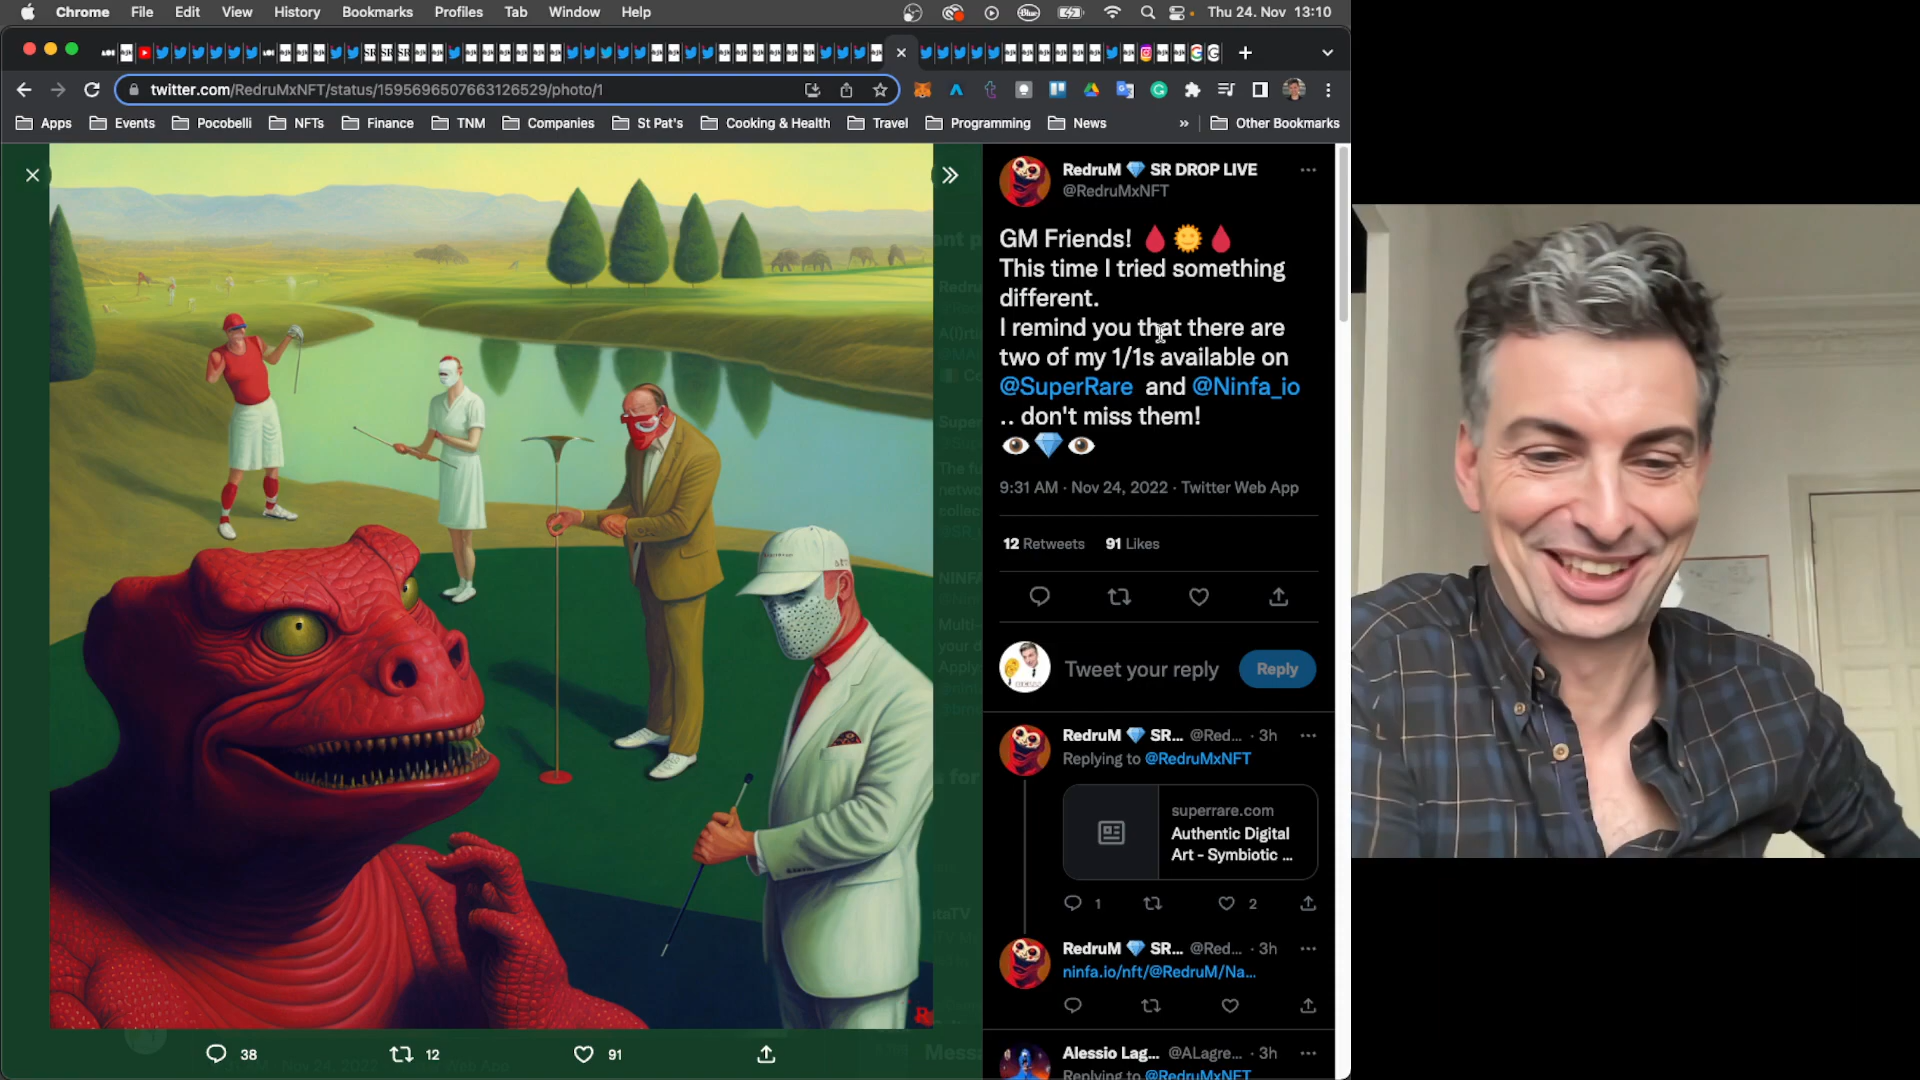 Chrome File Edit View History Bookmarks Profiles Tab Window Help
Thu 24. Nov 13:10
twitter.com/RedruMxNFT/status/1595696507663126529/photo/1
Apps Events Pocobelli NFTs Finance TNM Companies St Pat's Cooking & Health Travel Programming News » Other Bookmarks
RedruM 💎 SR DROP LIVE
@RedruMxNFT
GM Friends! 🩸🌞🩸
This time I tried something
different.
I remind you that there are
two of my 1/1s available on
@SuperRare and @Ninfa_io
.. don't miss them!
👁️💎👁️
9:31 AM · Nov 24, 2022 · Twitter Web App
12 Retweets 91 Likes
Tweet your reply
Reply
RedruM 💎 SR... @Red... · 3h
Replying to @RedruMxNFT
superrare.com
Authentic Digital
Art - Symbiotic ...
1 2
RedruM 💎 SR... @Red... · 3h
ninfa.io/nft/@RedruM/Na...
Alessio Lag... @ALagre... · 3h
Replying to @RedruMxNFT
38 12 91